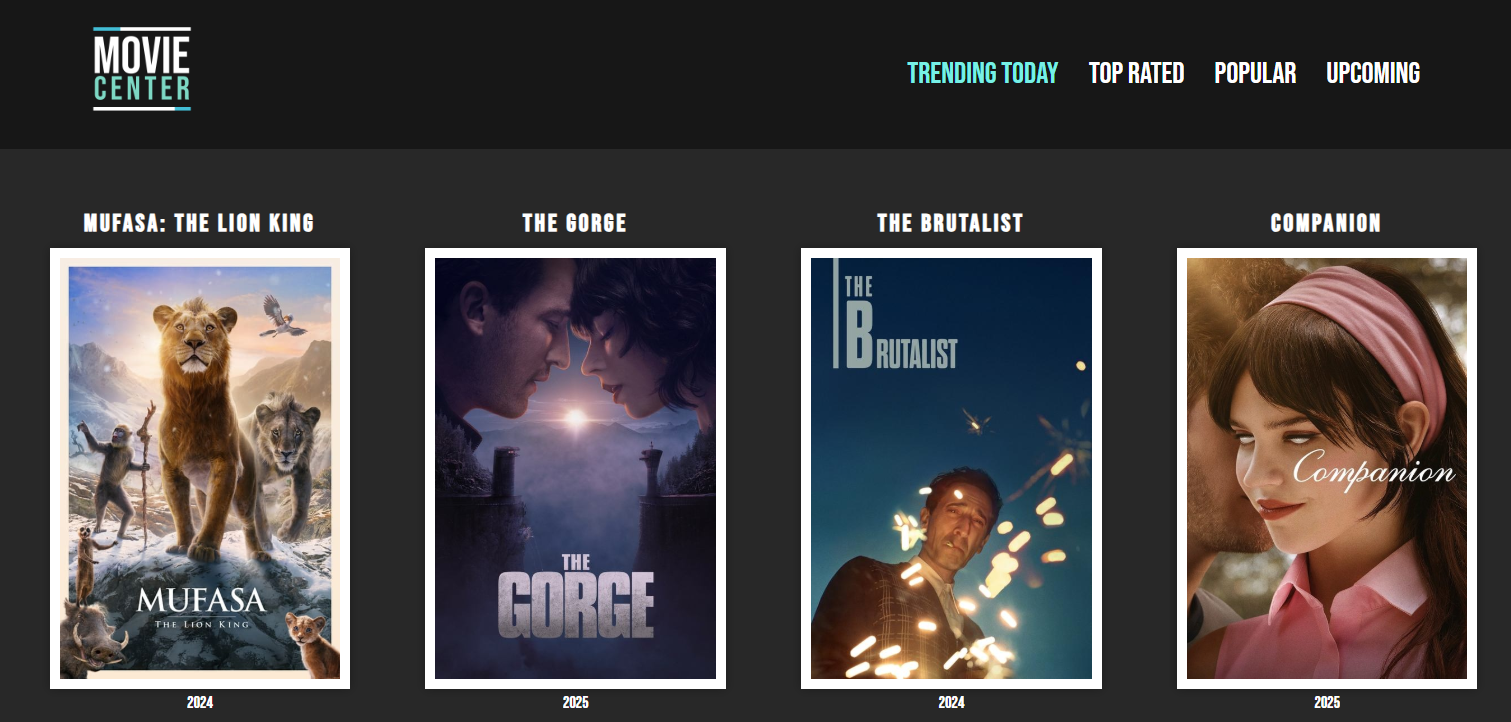 MOVIE
CENTER
TRENDING TODAY TOP RATED POPULAR UPCOMING
MUFASA: THE LION KING
THE GORGE
THE BRUTALIST
COMPANION
MUFASA
THE LION KING
THE
GORGE
THE
BRUTALIST
Companion
2024
2025
2024
2025